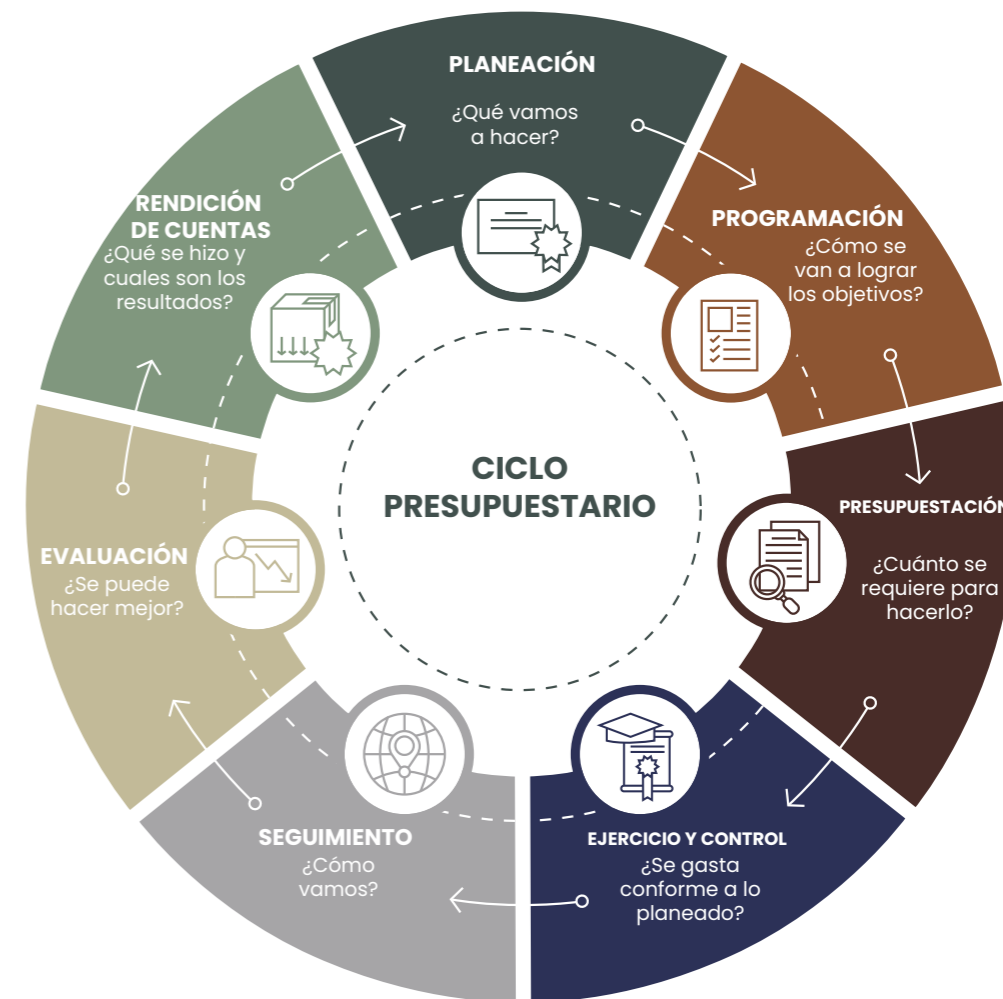 PLANEACIÓN
¿Qué vamos
a hacer?
PROGRAMACIÓN
¿Cómo se
van a lograr
los objetivos?
PRESUPUESTACIÓN
¿Cuánto se
requiere para
hacerlo?
EJERCICIO Y CONTROL
¿Se gasta
conforme a lo
planeado?
SEGUIMIENTO
¿Cómo
vamos?
EVALUACIÓN
¿Se puede
hacer mejor?
RENDICIÓN
DE CUENTAS
¿Qué se hizo y
cuales son los
resultados?
CICLO
PRESUPUESTARIO